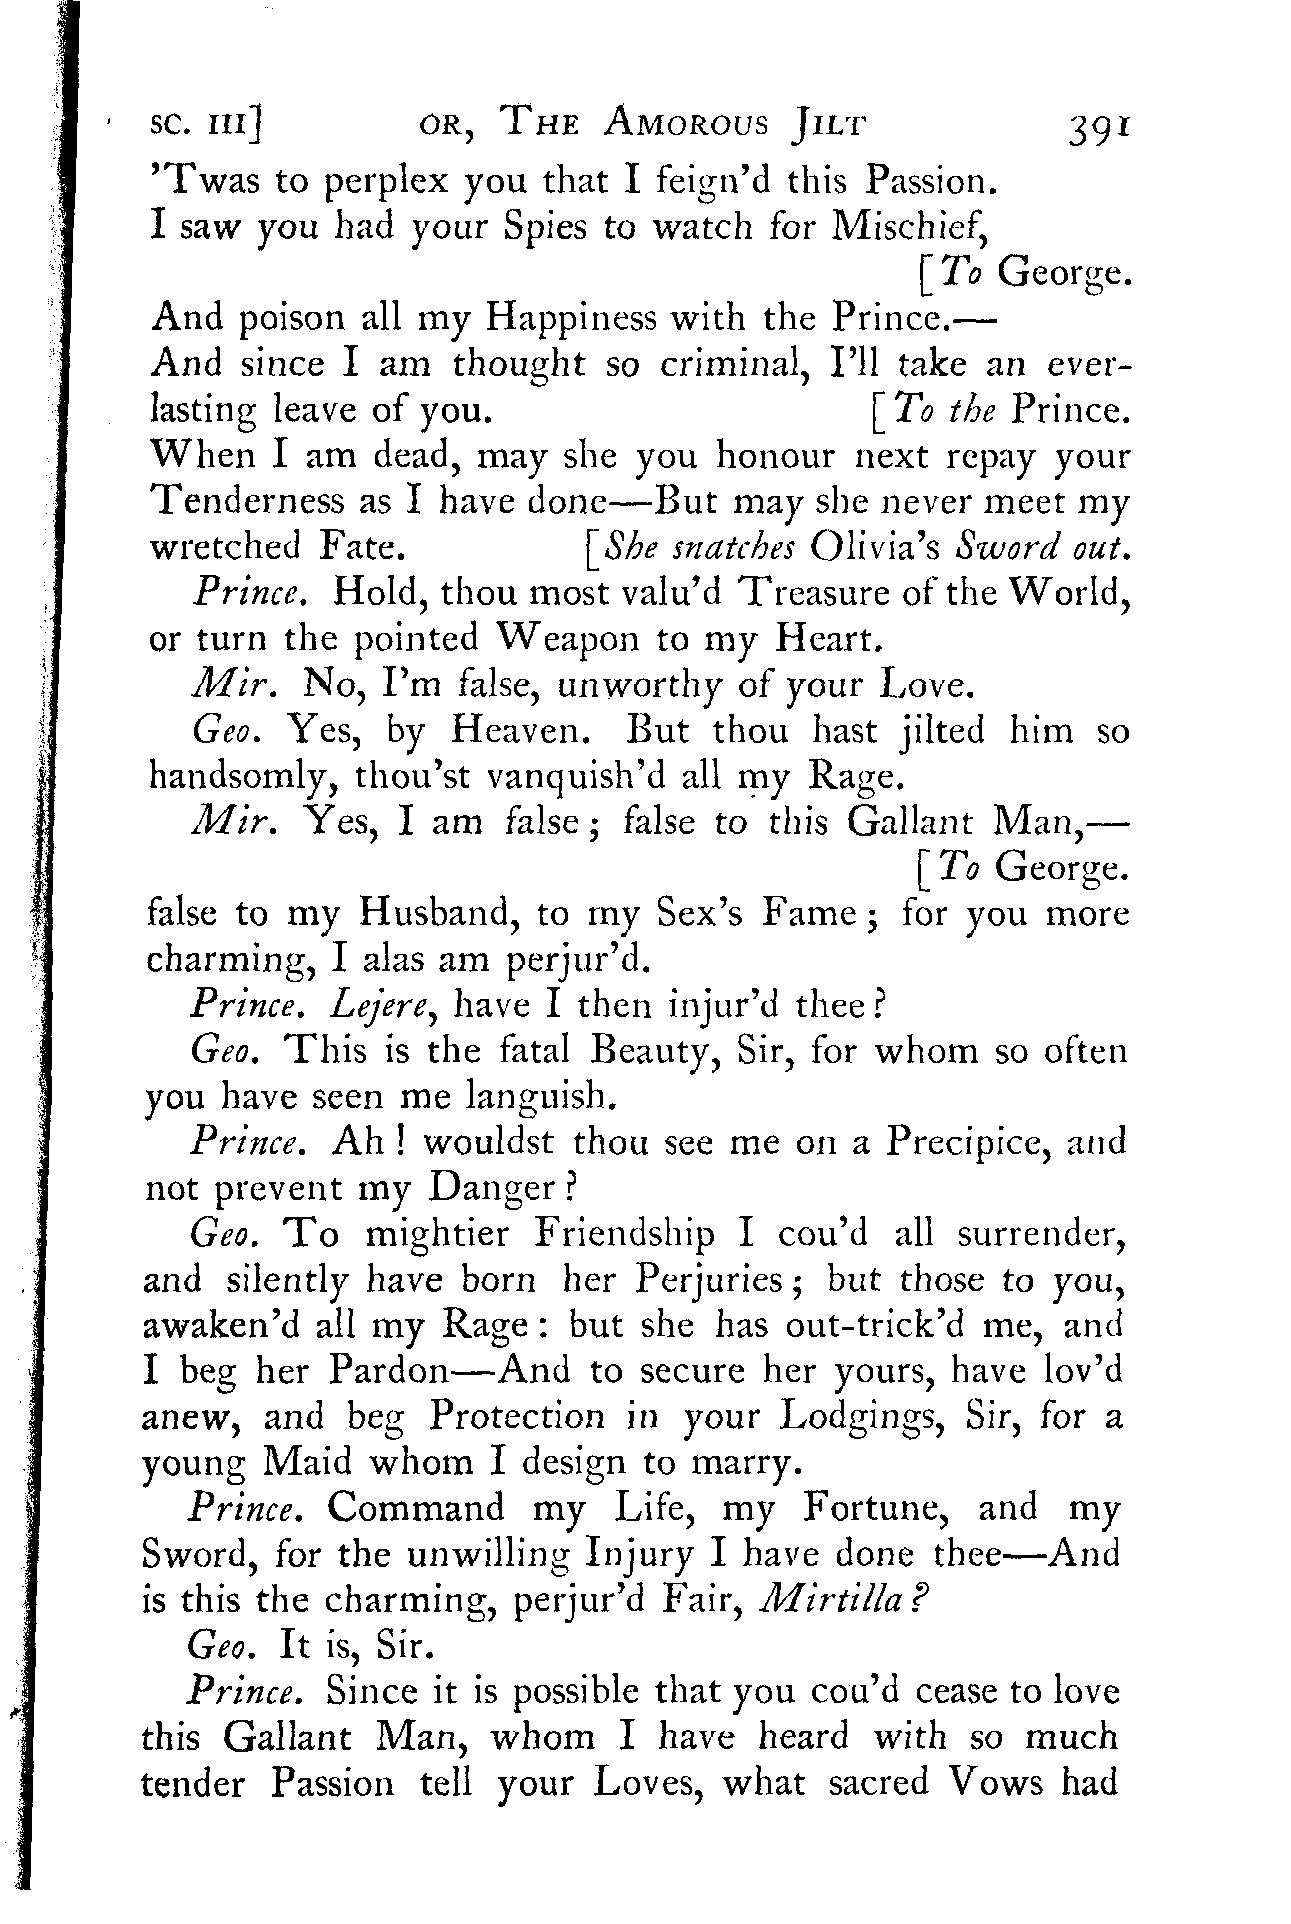 SC. III] OR, THE AMOROUS JILT 391
'Twas to perplex you that I feign'd this Passion.
I saw you had your Spies to watch for Mischief,
[To George.
And poison all my Happiness with the Prince.—
And since I am thought so criminal, I'll take an ever-
lasting leave of you. [To the Prince.
When I am dead, may she you honour next repay your
Tenderness as I have done—But may she never meet my
wretched Fate. [She snatches Olivia's Sword out.
Prince. Hold, thou most valu'd Treasure of the World,
or turn the pointed Weapon to my Heart.
Mir. No, I'm false, unworthy of your Love.
Geo. Yes, by Heaven. But thou hast jilted him so
handsomly, thou'st vanquish'd all my Rage.
Mir. Yes, I am false; false to this Gallant Man,—
[To George.
false to my Husband, to my Sex's Fame; for you more
charming, I alas am perjur'd.
Prince. Lejere, have I then injur'd thee?
Geo. This is the fatal Beauty, Sir, for whom so often
you have seen me languish.
Prince. Ah! wouldst thou see me on a Precipice, and
not prevent my Danger?
Geo. To mightier Friendship I cou'd all surrender,
and silently have born her Perjuries; but those to you,
awaken'd all my Rage: but she has out-trick'd me, and
I beg her Pardon—And to secure her yours, have lov'd
anew, and beg Protection in your Lodgings, Sir, for a
young Maid whom I design to marry.
Prince. Command my Life, my Fortune, and my
Sword, for the unwilling Injury I have done thee—And
is this the charming, perjur'd Fair, Mirtilla?
Geo. It is, Sir.
Prince. Since it is possible that you cou'd cease to love
this Gallant Man, whom I have heard with so much
tender Passion tell your Loves, what sacred Vows had